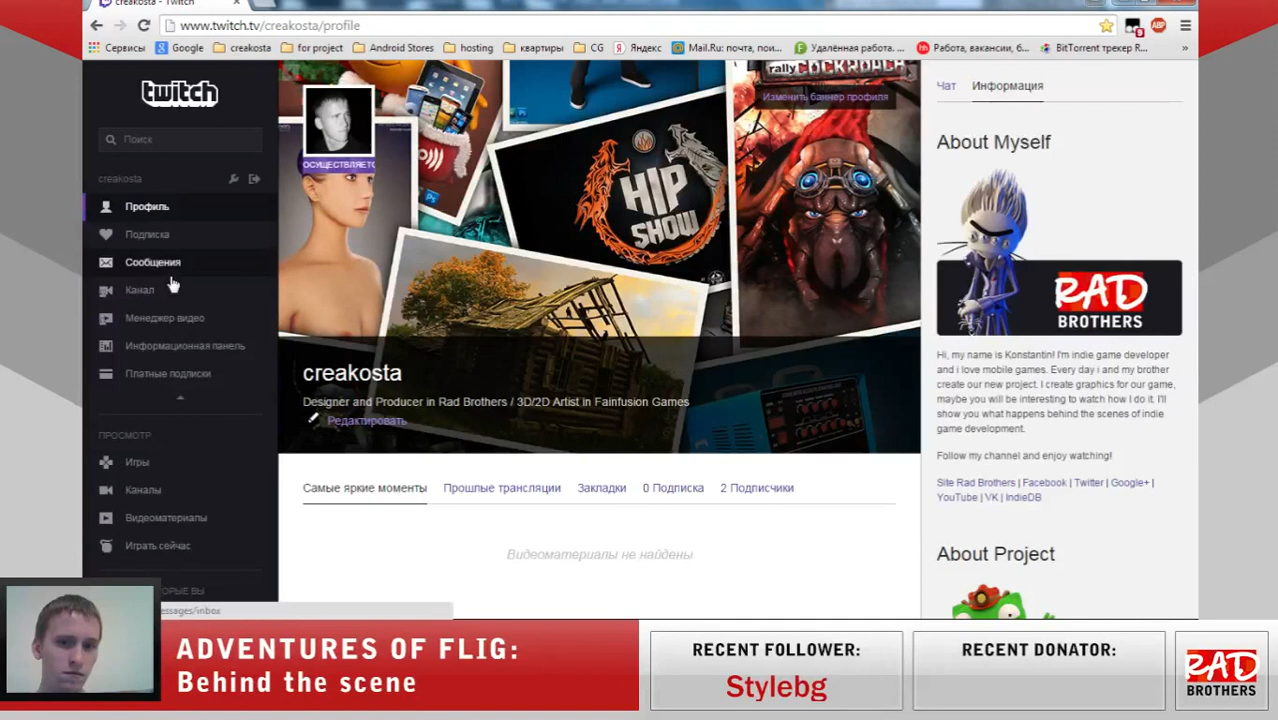 creakosta - Twitch
www.twitch.tv/creakosta/profile
Сервисы Google creakosta for project Android Stores hosting квартиры CG Яндекс Mail.Ru: почта, пои... Удалённая работа. ... Работа, вакансии, б... BitTorrent трекер R... »
twitch
Поиск
creakosta
Профиль
Подписка
Сообщения
Канал
Менеджер видео
Информационная панель
Платные подписки
ПРОСМОТР
Игры
Каналы
Видеоматериалы
Играть сейчас
ОРЫЕ ВЫ
essages/inbox
ОСУЩЕСТВЛЯЕТС
rally COCKROACH
Изменить баннер профиля
HIP
SHOW
creakosta
Designer and Producer in Rad Brothers / 3D/2D Artist in Fainfusion Games
Редактировать
Самые яркие моменты Прошлые трансляции Закладки 0 Подписка 2 Подписчики
Видеоматериалы не найдены
Чат Информация
About Myself
RAD
BROTHERS
Hi, my name is Konstantin! I'm indie game developer
and i love mobile games. Every day i and my brother
create our new project. I create graphics for our game,
maybe you will be interesting to watch how I do it. I'll
show you what happens behind the scenes of indie
game development.
Follow my channel and enjoy watching!
Site Rad Brothers | Facebook | Twitter | Google+ |
YouTube | VK | IndieDB
About Project
ADVENTURES OF FLIG:
Behind the scene
RECENT FOLLOWER:
Stylebg
RECENT DONATOR:
RAD
BROTHERS